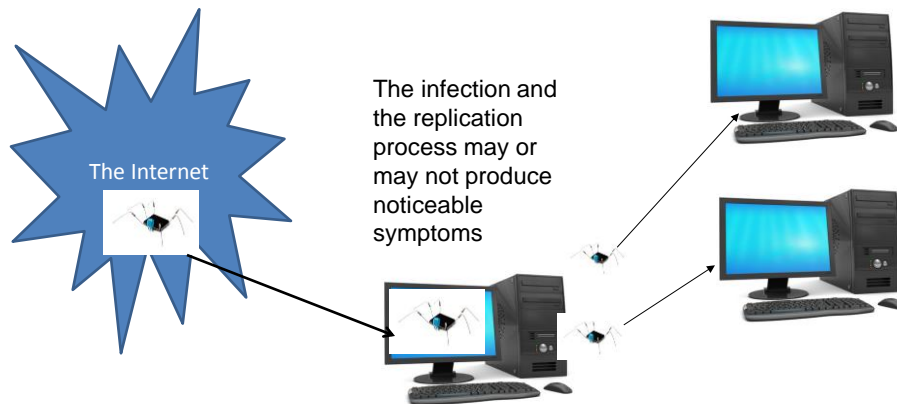 The Internet
The infection and
the replication
process may or
may not produce
noticeable
symptoms